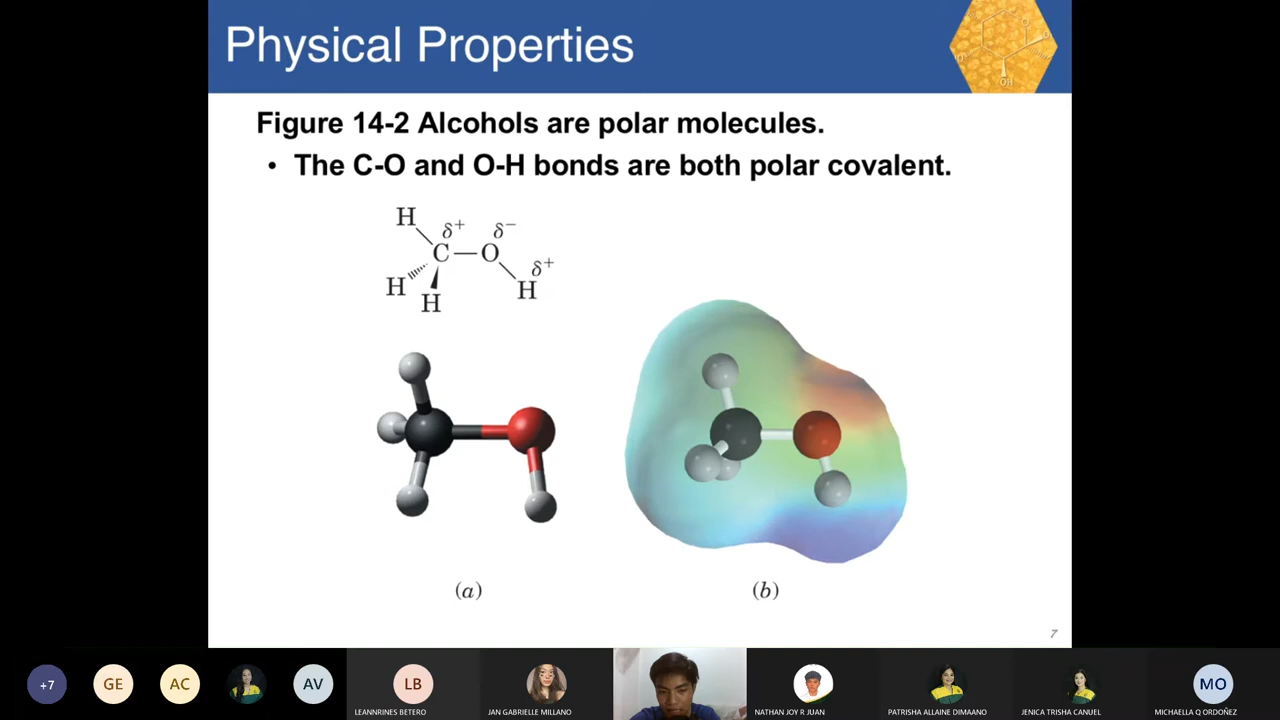 Physical Properties
OH
Figure 14-2 Alcohols are polar molecules.
• The C-O and O-H bonds are both polar covalent.
H
δ+ δ−
C—O
δ+
H H
H
(a) (b)
7
+7 GE AC AV LB MO
LEANNRINES BETERO JAN GABRIELLE MILLANO NATHAN JOY R JUAN PATRISHA ALLAINE DIMAANO JENICA TRISHA CANUEL MICHAELLA Q ORDOÑEZ